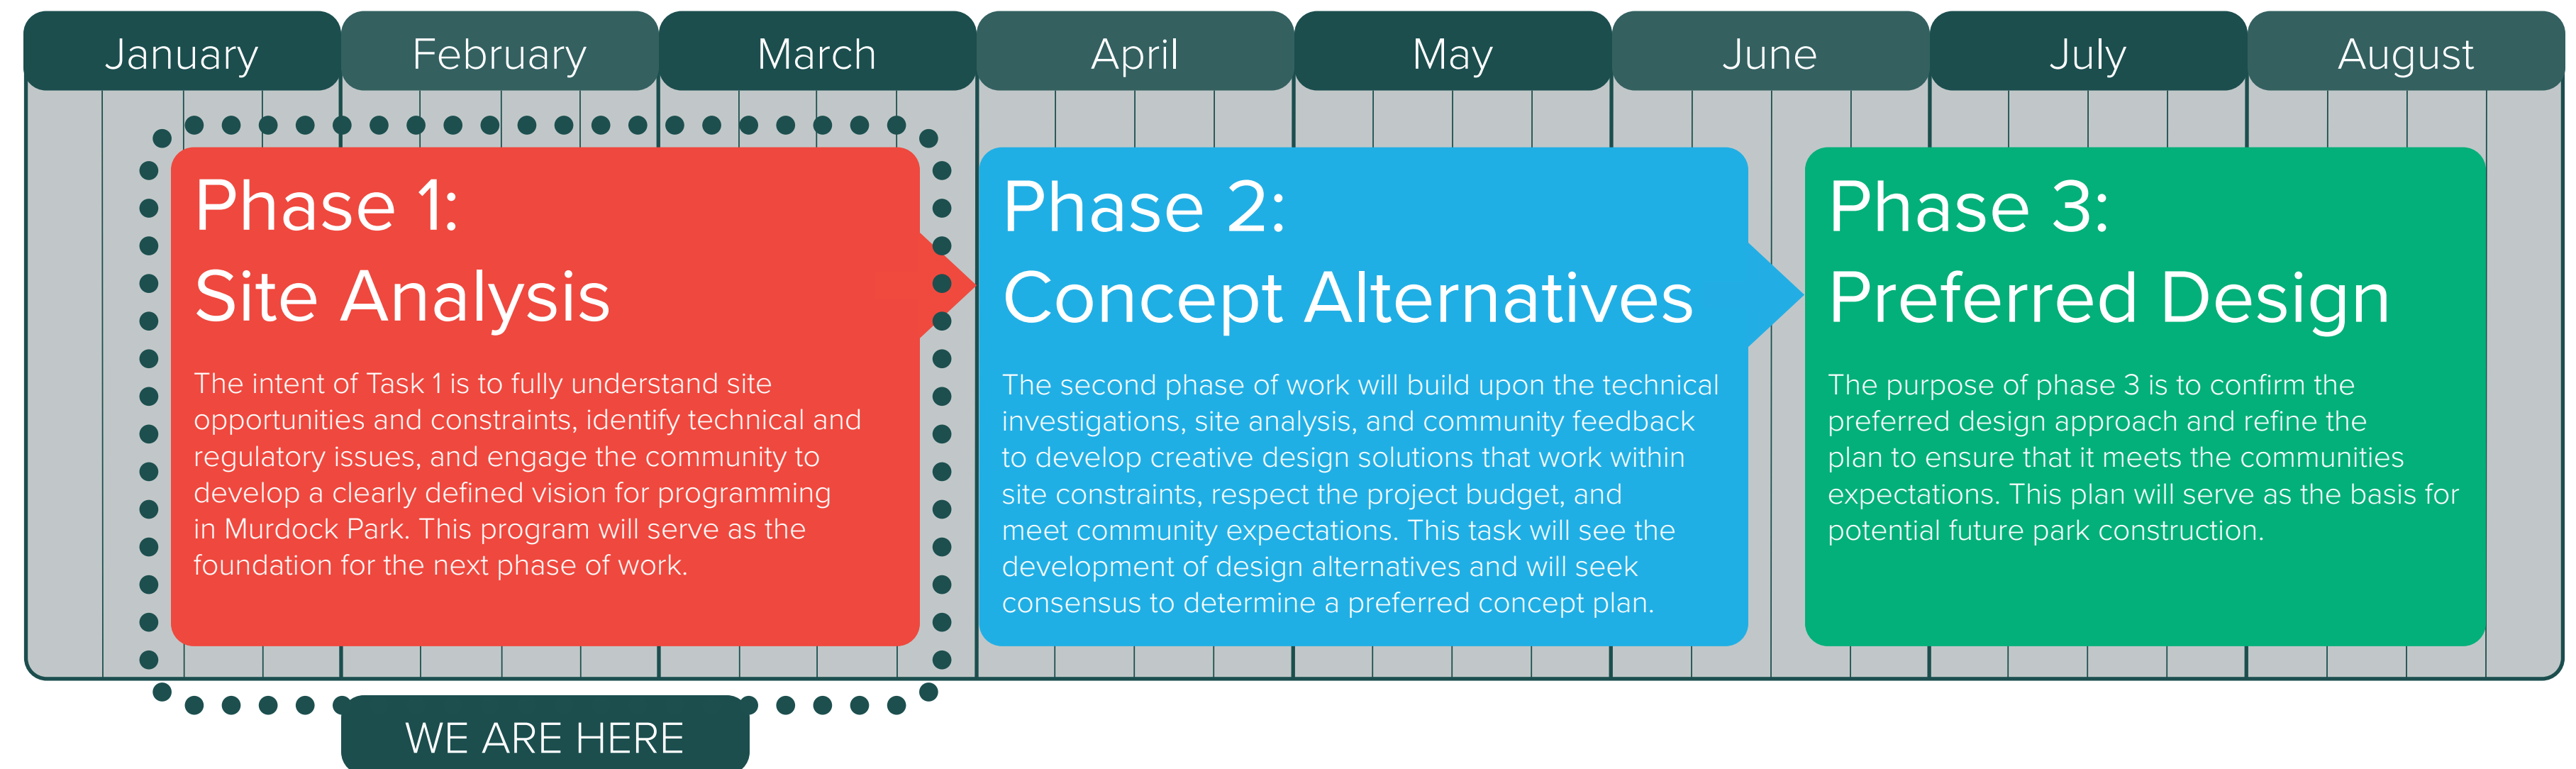 January
February
March
April
May
June
July
August
Phase 1:
Site Analysis
The intent of Task 1 is to fully understand site
opportunities and constraints, identify technical and
regulatory issues, and engage the community to
develop a clearly defined vision for programming
in Murdock Park. This program will serve as the
foundation for the next phase of work.
Phase 2:
Concept Alternatives
The second phase of work will build upon the technical
investigations, site analysis, and community feedback
to develop creative design solutions that work within
site constraints, respect the project budget, and
meet community expectations. This task will see the
development of design alternatives and will seek
consensus to determine a preferred concept plan.
Phase 3:
Preferred Design
The purpose of phase 3 is to confirm the
preferred design approach and refine the
plan to ensure that it meets the communities
expectations. This plan will serve as the basis for
potential future park construction.
WE ARE HERE